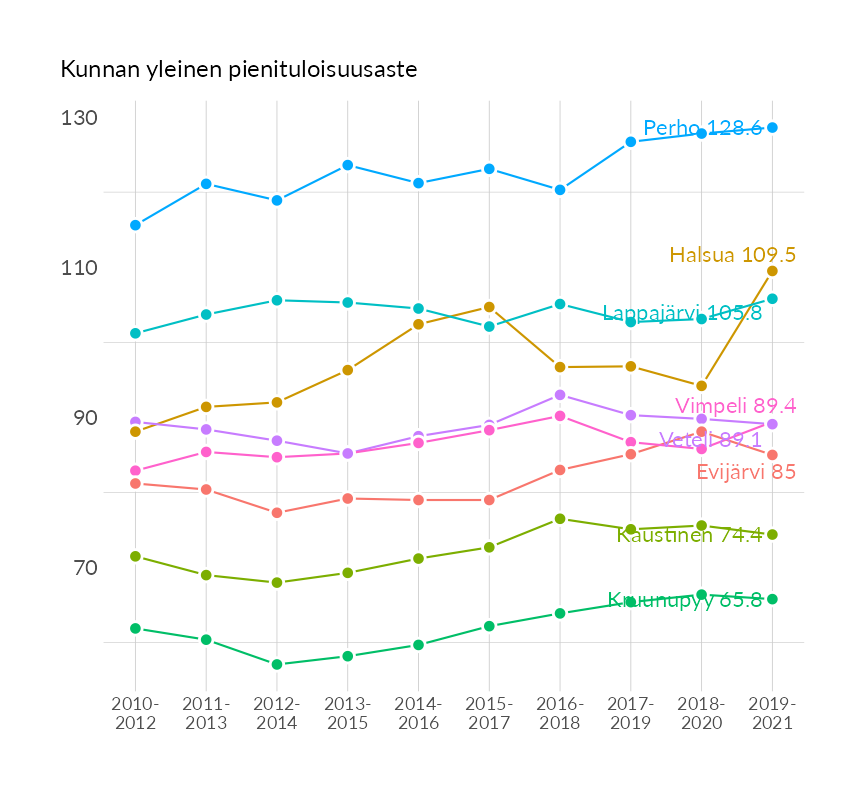 Kunnan yleinen pienituloisuusaste
130
Perho 128.6
Halsua 109.5
110
Lappajärvi 105.8
Vimpeli 89.4
90
Veteli 89.1
Evijärvi 85
Kaustinen 74.4
70
Kruunupyy 65.8
2010- 2011- 2012- 2013- 2014- 2015- 2016- 2017- 2018- 2019-
2012 2013 2014 2015 2016 2017 2018 2019 2020 2021